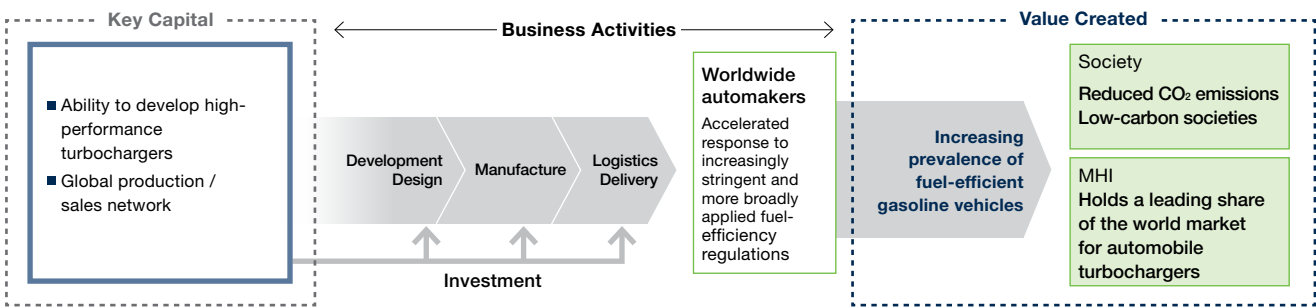 Key Capital
■ Ability to develop high-
performance
turbochargers
■ Global production /
sales network
Business Activities
Development
Design
Manufacture
Logistics
Delivery
Investment
Worldwide
automakers
Accelerated
response to
increasingly
stringent and
more broadly
applied fuel-
efficiency
regulations
Value Created
Increasing
prevalence of
fuel-efficient
gasoline vehicles
Society
Reduced CO₂ emissions
Low-carbon societies
MHI
Holds a leading share
of the world market
for automobile
turbochargers